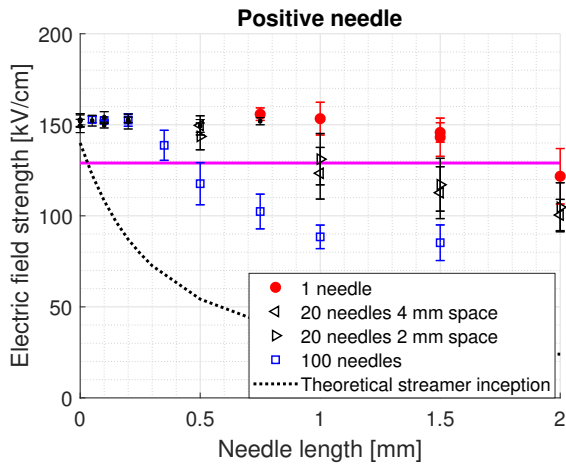 Positive needle
Electric field strength [kV/cm]
200
150
100
50
0
1 needle
20 needles 4 mm space
20 needles 2 mm space
100 needles
Theoretical streamer inception
0 0.5 1 1.5 2
Needle length [mm]